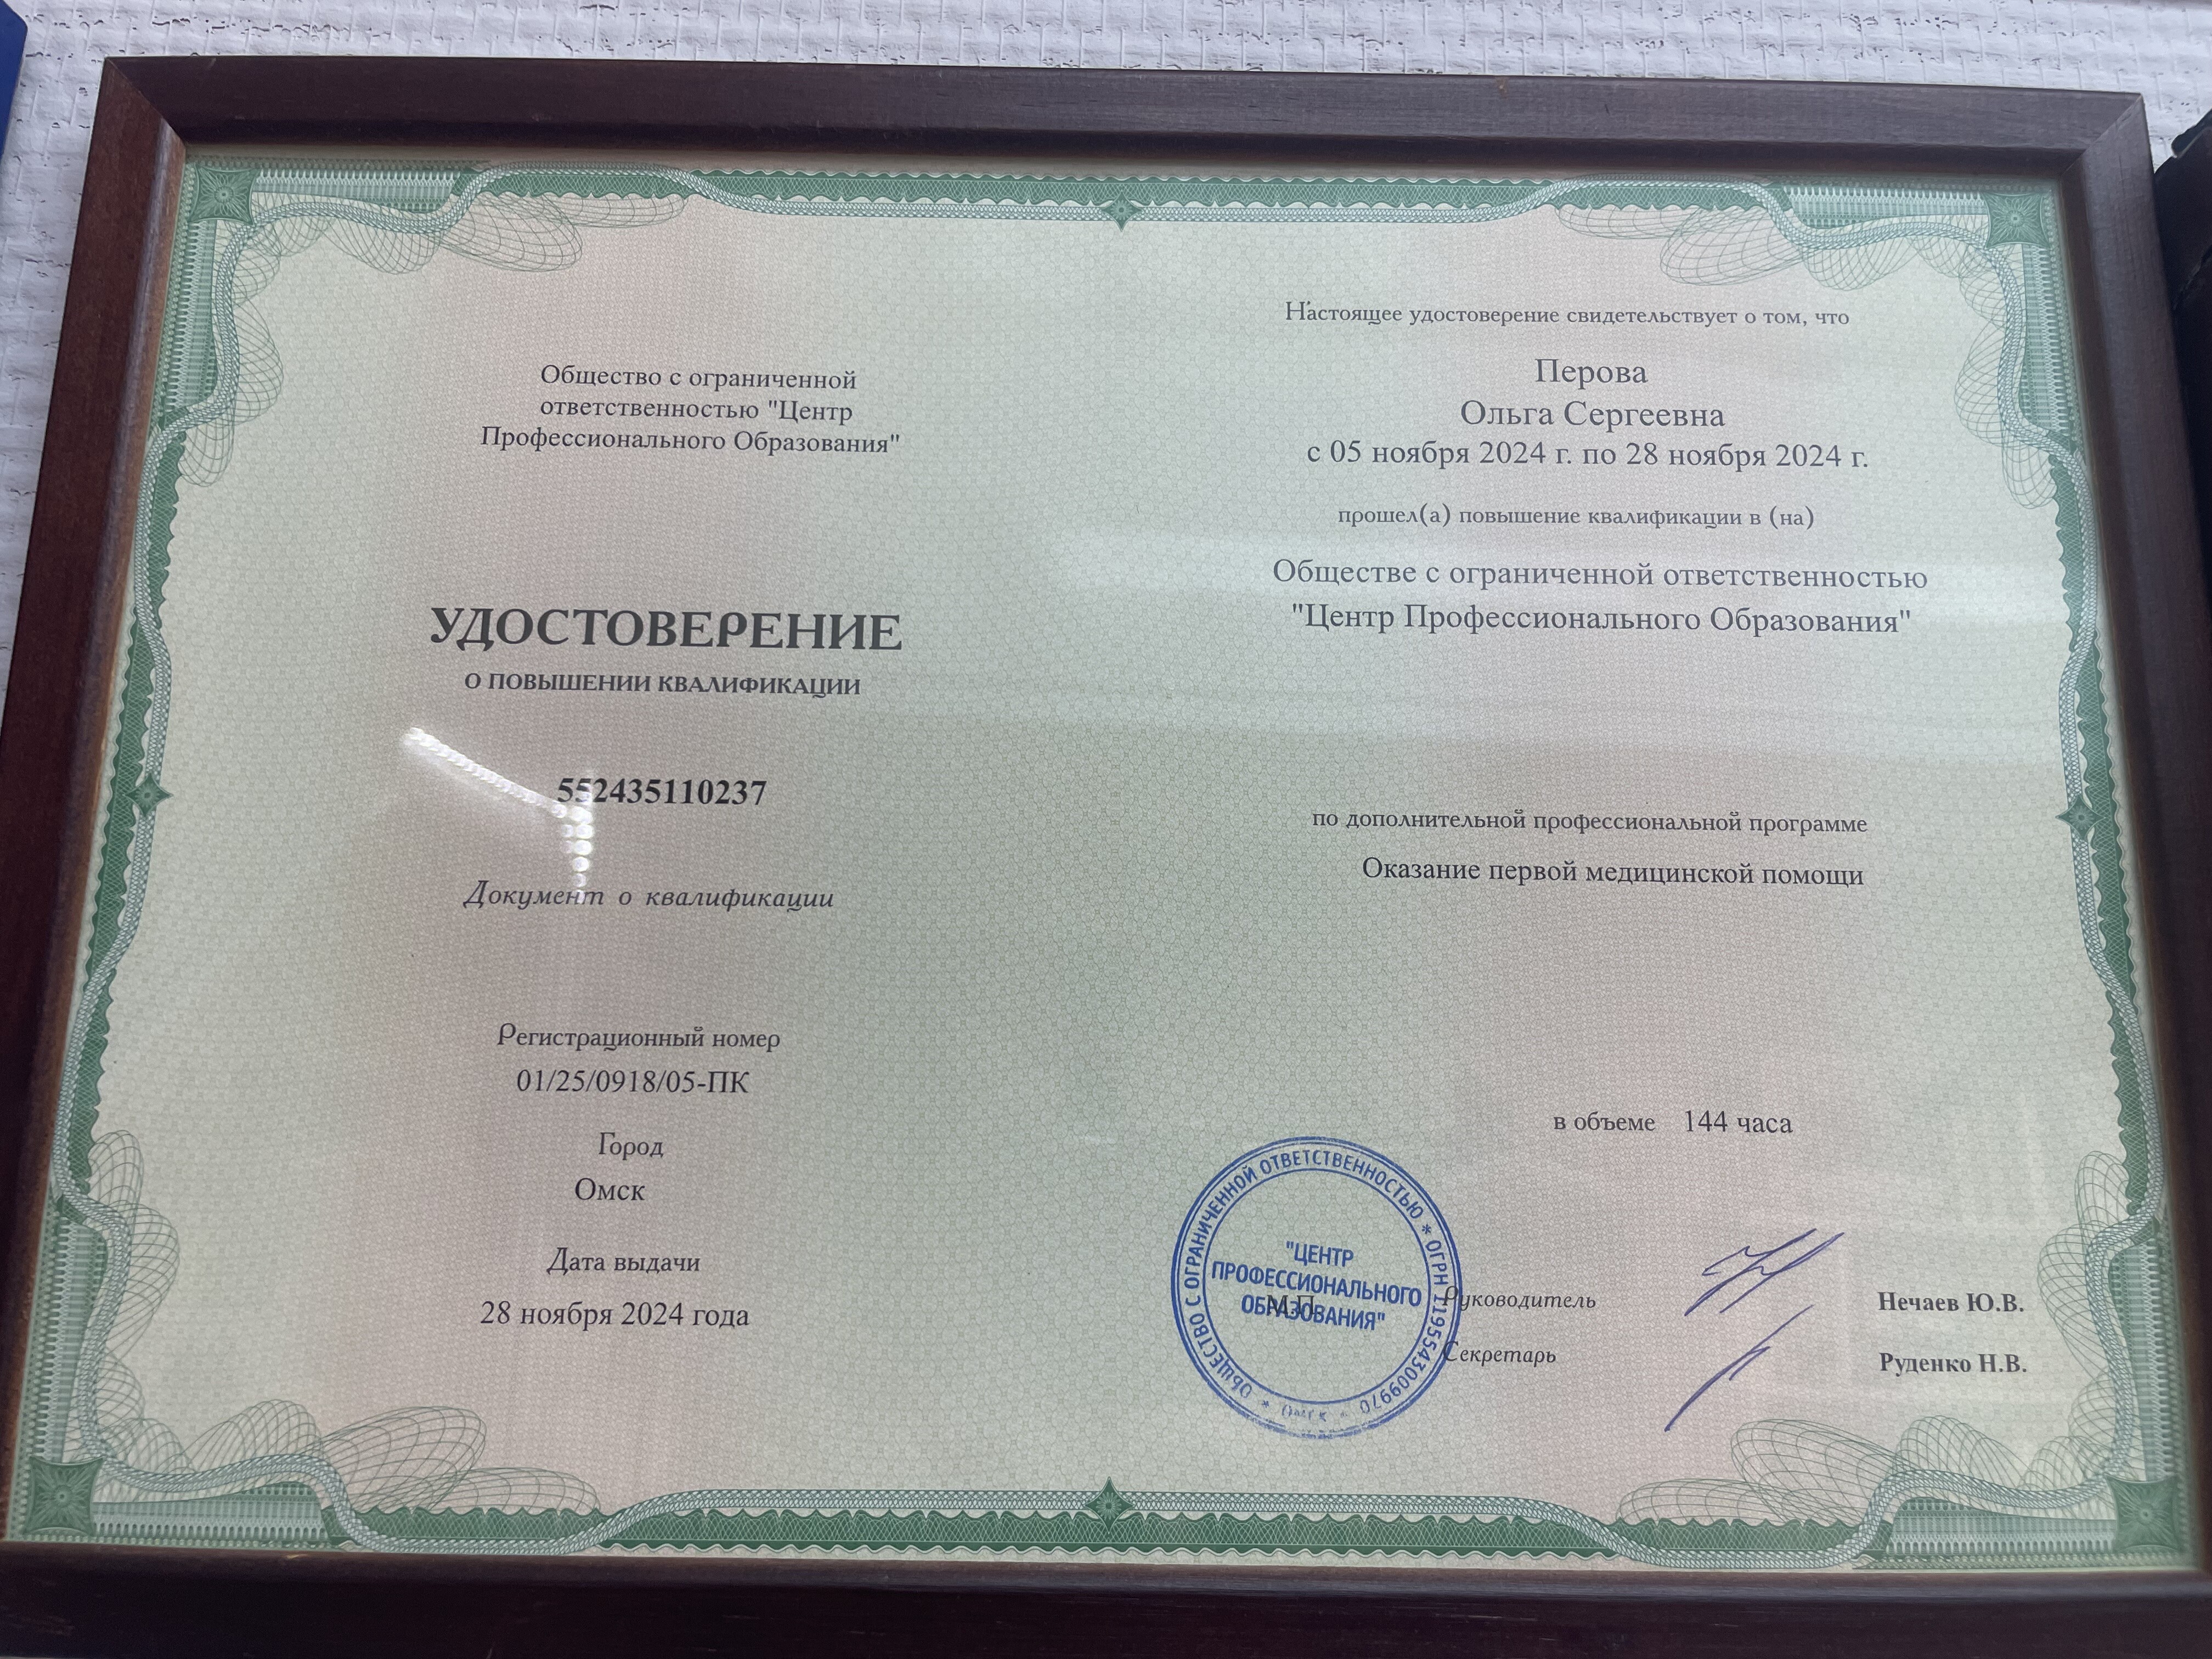 Общество с ограниченной
ответственностью "Центр
Профессионального Образования"
УДОСТОВЕРЕНИЕ
О ПОВЫШЕНИИ КВАЛИФИКАЦИИ
552435110237
Документ о квалификации
Регистрационный номер
01/25/0918/05-ПК
Город
Омск
Дата выдачи
28 ноября 2024 года
Настоящее удостоверение свидетельствует о том, что
Перова
Ольга Сергеевна
с 05 ноября 2024 г. по 28 ноября 2024 г.
прошел(а) повышение квалификации в (на)
Обществе с ограниченной ответственностью
"Центр Профессионального Образования"
по дополнительной профессиональной программе
Оказание первой медицинской помощи
в объеме 144 часа
М.П.
Руководитель Нечаев Ю.В.
Секретарь Руденко Н.В.
ОБЩЕСТВО С ОГРАНИЧЕННОЙ ОТВЕТСТВЕННОСТЬЮ * ОГРН 1195543009970 * Омск *
"ЦЕНТР
ПРОФЕССИОНАЛЬНОГО
ОБРАЗОВАНИЯ"